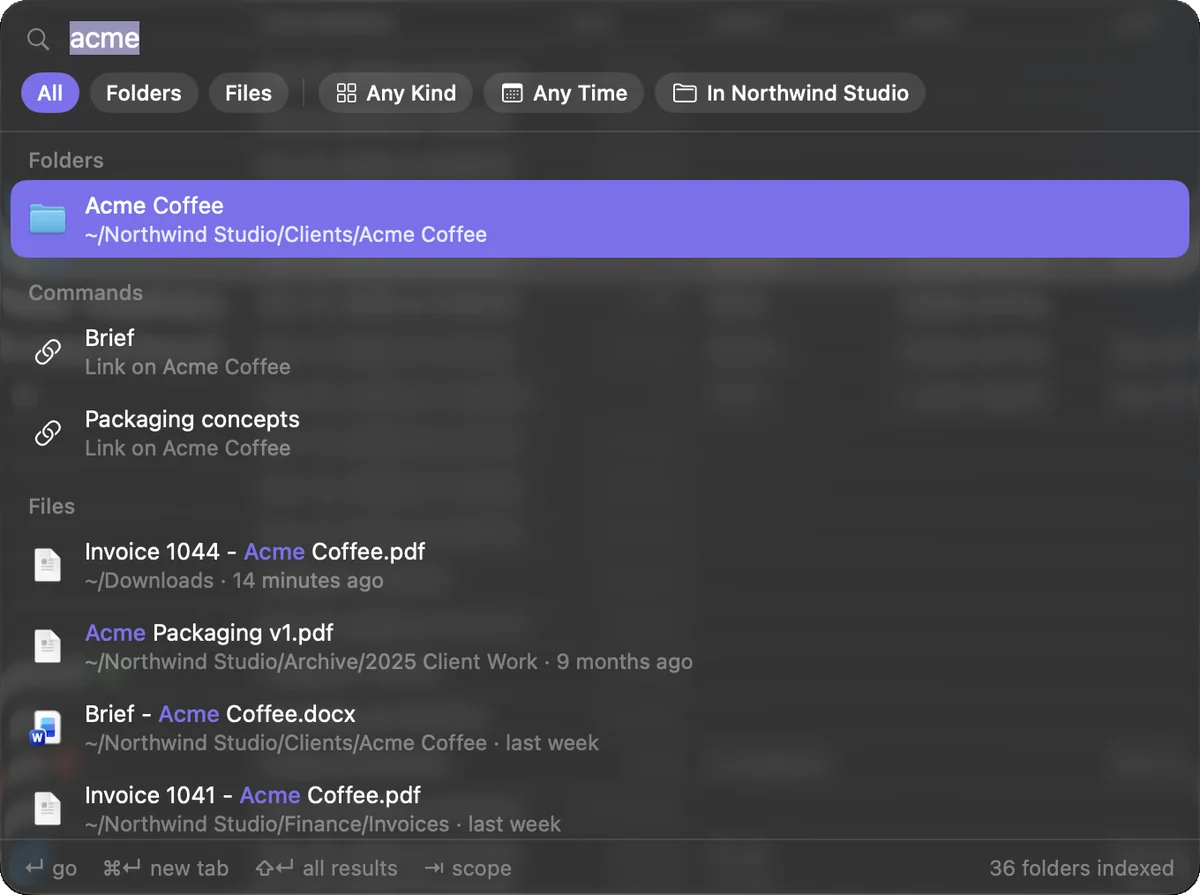 acme
All Folders Files Any Kind Any Time In Northwind Studio
Folders
Acme Coffee
~/Northwind Studio/Clients/Acme Coffee
Commands
Brief
Link on Acme Coffee
Packaging concepts
Link on Acme Coffee
Files
Invoice 1044 - Acme Coffee.pdf
~/Downloads · 14 minutes ago
Acme Packaging v1.pdf
~/Northwind Studio/Archive/2025 Client Work · 9 months ago
W
Brief - Acme Coffee.docx
~/Northwind Studio/Clients/Acme Coffee · last week
Invoice 1041 - Acme Coffee.pdf
~/Northwind Studio/Finance/Invoices · last week
↵ go ⌘↵ new tab ⇧↵ all results ⇥ scope 36 folders indexed